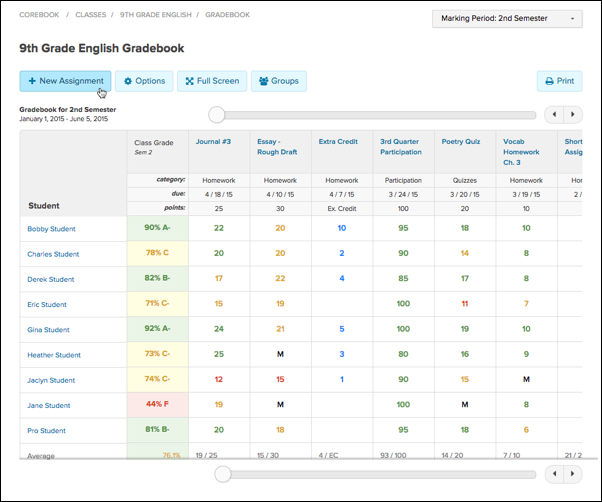 COREBOOK / CLASSES / 9TH GRADE ENGLISH / GRADEBOOK
Marking Period: 2nd Semester
9th Grade English Gradebook
+ New Assignment Options Full Screen Groups Print
Gradebook for 2nd Semester
January 1, 2015 - June 5, 2015
Class Grade Journal #3 Essay - Extra Credit 3rd Quarter Poetry Quiz Vocab Short
Sem 2 Rough Draft Participation Homework Assig
Ch. 3
category: Homework Homework Homework Participation Quizzes Homework Hor
due: 4 / 18 / 15 4 / 10 / 15 4 / 7 / 15 3 / 24 / 15 3 / 20 / 15 3 / 19 / 15 2 /
Student points: 25 30 Ex. Credit 100 20 10
Bobby Student 90% A- 22 20 10 95 18 10
Charles Student 78% C 20 20 2 90 14 8
Derek Student 82% B- 17 22 4 85 17 8
Eric Student 71% C- 15 19 100 11 7
Gina Student 92% A- 24 21 5 100 19 10
Heather Student 73% C- 25 M 3 80 16 9
Jaclyn Student 74% C- 12 15 1 90 15 M
Jane Student 44% F 19 M 100 M 8
Pro Student 81% B- 20 18 95 18 6
Average 76.1% 19 / 25 15 / 30 4 / EC 93 / 100 14 / 20 7 / 10 21 / 2